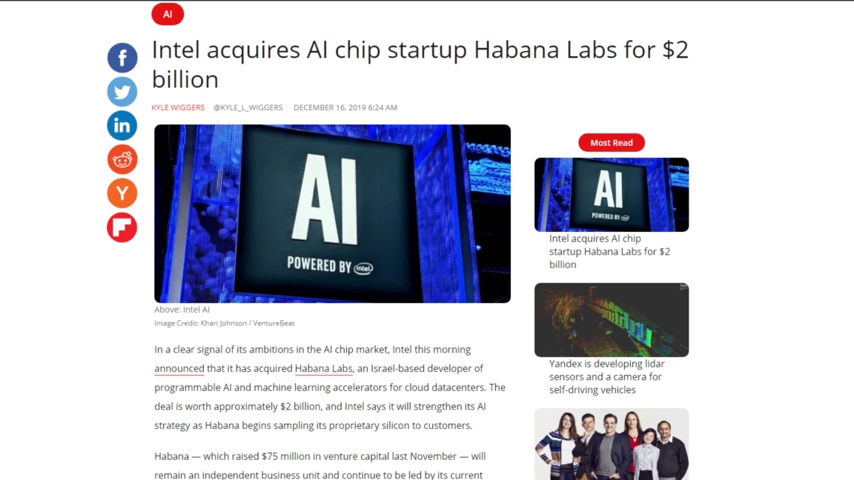 AI
Intel acquires AI chip startup Habana Labs for $2
billion
KYLE WIGGERS @KYLE_L_WIGGERS DECEMBER 16, 2019 6:24 AM
AI
POWERED BY intel
Above: Intel AI
Image Credit: Khari Johnson / VentureBeat
In a clear signal of its ambitions in the AI chip market, Intel this morning
announced that it has acquired Habana Labs, an Israel-based developer of
programmable AI and machine learning accelerators for cloud datacenters. The
deal is worth approximately $2 billion, and Intel says it will strengthen its AI
strategy as Habana begins sampling its proprietary silicon to customers.
Habana — which raised $75 million in venture capital last November — will
remain an independent business unit and continue to be led by its current
Most Read
AI
POWERED BY intel
Intel acquires AI chip
startup Habana Labs for $2
billion
Yandex is developing lidar
sensors and a camera for
self-driving vehicles